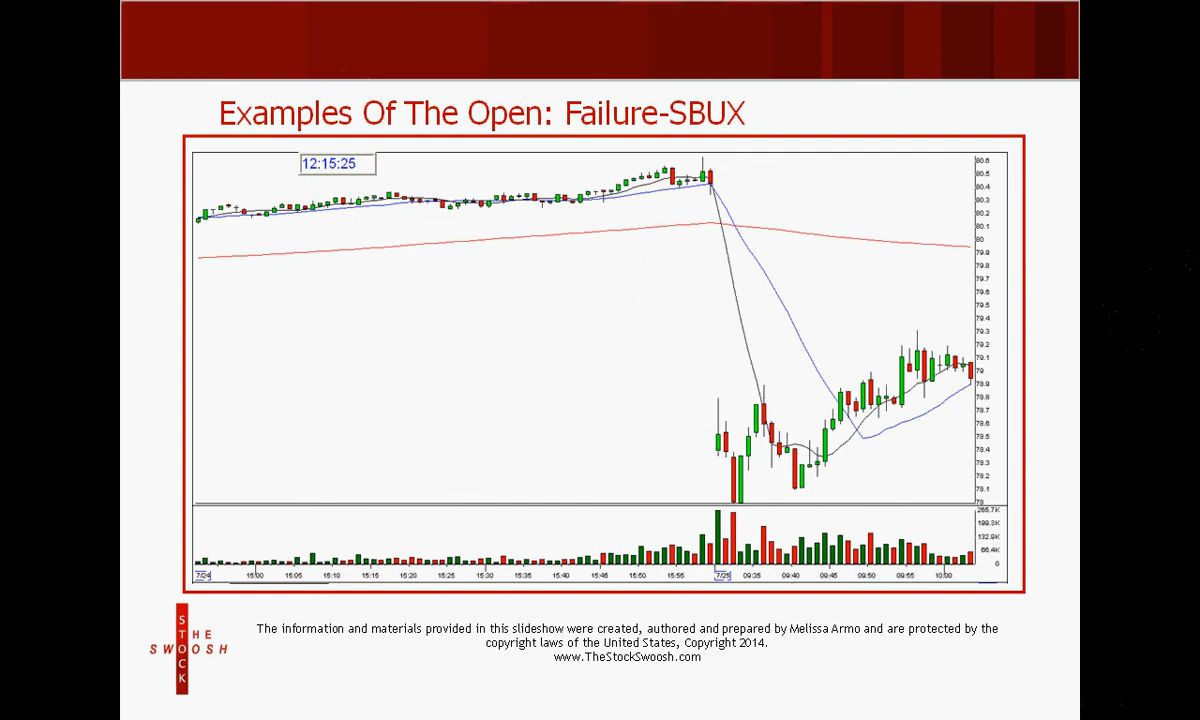 Examples Of The Open: Failure-SBUX
12:15:25
80.6
80.5
80.4
80.3
80.2
80.1
80
79.9
79.8
79.7
79.6
79.5
79.4
79.3
79.2
79.1
79
78.9
78.8
78.7
78.6
78.5
78.4
78.3
78.2
78.1
78
265.7K
199.3K
132.9K
66.4K
0
7/24 15:00 15:05 15:10 15:15 15:20 15:25 15:30 15:35 15:40 15:45 15:50 15:55 7/25 09:35 09:40 09:45 09:50 09:55 10:00
THE
STOCK
SWOOSH
The information and materials provided in this slideshow were created, authored and prepared by Melissa Armo and are protected by the
copyright laws of the United States, Copyright 2014.
www.TheStockSwoosh.com